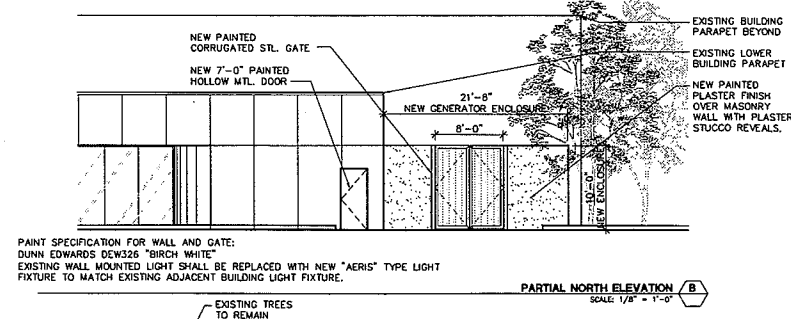 NEW PAINTED
CORRUGATED STL. GATE
NEW 7'-0" PAINTED
HOLLOW MTL. DOOR
21'-8"
NEW GENERATOR ENCLOSURE
8'-0"
EXISTING BUILDING
PARAPET BEYOND
EXISTING LOWER
BUILDING PARAPET
NEW PAINTED
PLASTER FINISH
OVER MASONRY
WALL WITH PLASTER
STUCCO REVEALS.
10'-0"
NEW ENCLOSURE
PAINT SPECIFICATION FOR WALL AND GATE:
DUNN EDWARDS DEW326 "BIRCH WHITE"
EXISTING WALL MOUNTED LIGHT SHALL BE REPLACED WITH NEW "AERIS" TYPE LIGHT
FIXTURE TO MATCH EXISTING ADJACENT BUILDING LIGHT FIXTURE.
PARTIAL NORTH ELEVATION B
SCALE: 1/8" = 1'-0"
EXISTING TREES
TO REMAIN